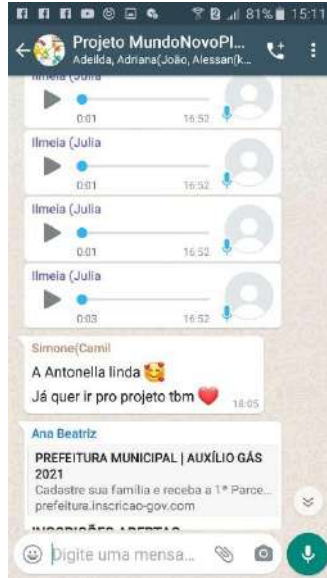 81% 15:11
Projeto MundoNovoPl...
Adeilda, Adriana(João, Alessan(k...
Ilmeia (Julia
0:01 16:52
Ilmeia (Julia
0:01 16:52
Ilmeia (Julia
0:01 16:52
Ilmeia (Julia
0:03 16:52
Simone(Camil
A Antonella linda 🥰
Já quer ir pro projeto tbm ❤️
18:05
Ana Beatriz
PREFEITURA MUNICIPAL | AUXÍLIO GÁS
2021
Cadastre sua família e receba a 1ª Parce...
prefeitura.inscricao-gov.com
INSCRIÇÕES ABERTAS
Digite uma mensa...